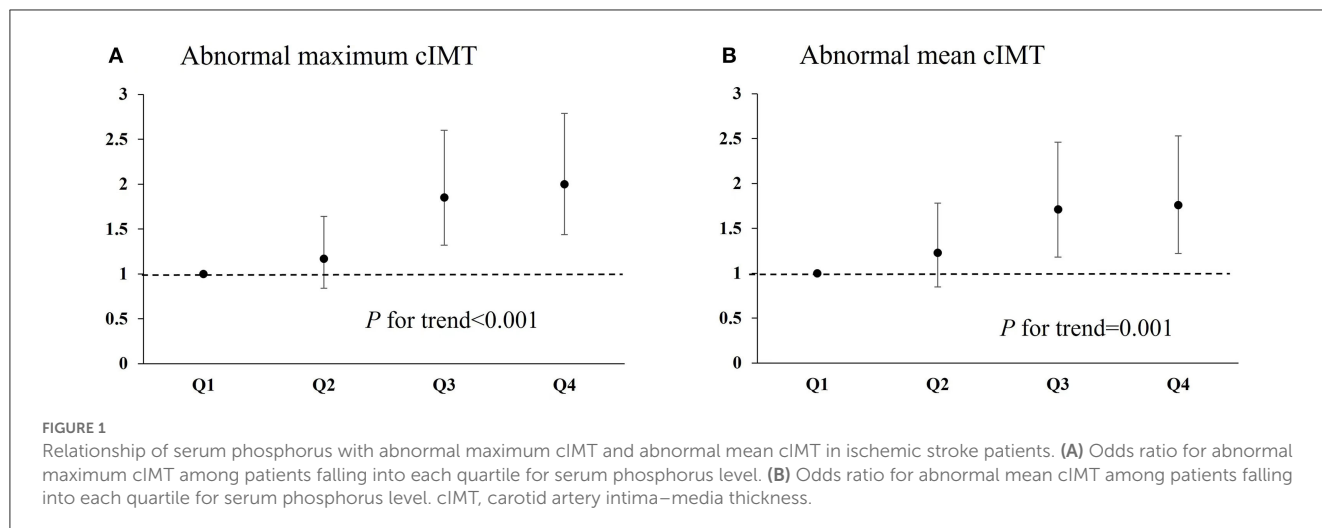 A Abnormal maximum cIMT
3
2.5
2
1.5
1
0.5
0
P for trend<0.001
Q1 Q2 Q3 Q4
B Abnormal mean cIMT
3
2.5
2
1.5
1
0.5
0
P for trend=0.001
Q1 Q2 Q3 Q4
FIGURE 1
Relationship of serum phosphorus with abnormal maximum cIMT and abnormal mean cIMT in ischemic stroke patients. (A) Odds ratio for abnormal
maximum cIMT among patients falling into each quartile for serum phosphorus level. (B) Odds ratio for abnormal mean cIMT among patients falling
into each quartile for serum phosphorus level. cIMT, carotid artery intima–media thickness.